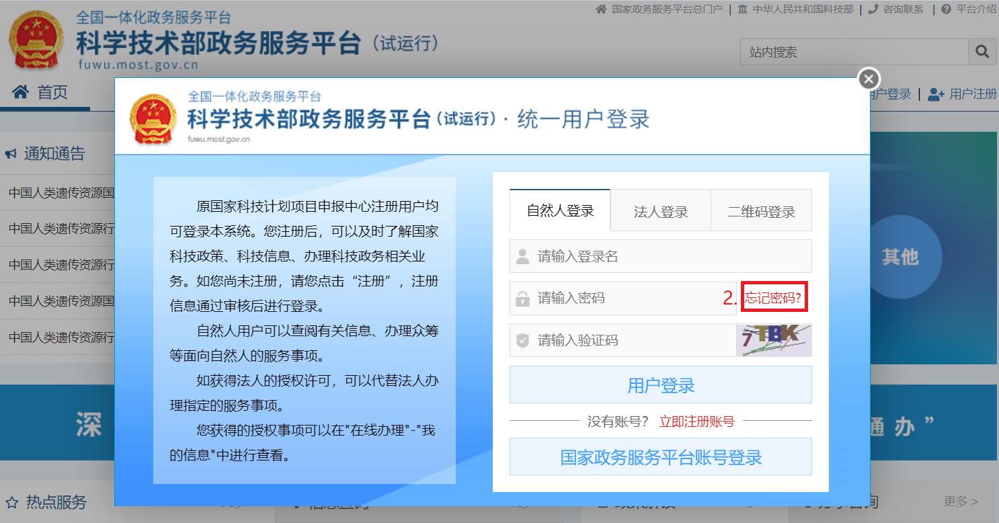 国家政务服务平台总门户 | 中华人民共和国科技部 | 咨询联系 | 平台介绍
全国一体化政务服务平台
科学技术部政务服务平台（试运行）
fuwu.most.gov.cn
站内搜索
首页
用户登录 | 用户注册
全国一体化政务服务平台
科学技术部政务服务平台（试运行）· 统一用户登录
fuwu.most.gov.cn
通知通告
中国人类遗传资源国
中国人类遗传资源行
中国人类遗传资源行
中国人类遗传资源国
中国人类遗传资源行
原国家科技计划项目申报中心注册用户均
可登录本系统。您注册后，可以及时了解国家
科技政策、科技信息、办理科技政务相关业
务。如您尚未注册，请您点击“注册”，注册
信息通过审核后进行登录。
自然人用户可以查阅有关信息、办理众筹
等面向自然人的服务事项。
如获得法人的授权许可，可以代替法人办
理指定的服务事项。
您获得的授权事项可以在"在线办理"-"我
的信息"中进行查看。
自然人登录 法人登录 二维码登录
请输入登录名
请输入密码 2. 忘记密码?
请输入验证码 7TBK
用户登录
没有账号? 立即注册账号
国家政务服务平台账号登录
其他
深
通办”
热点服务
更多 >